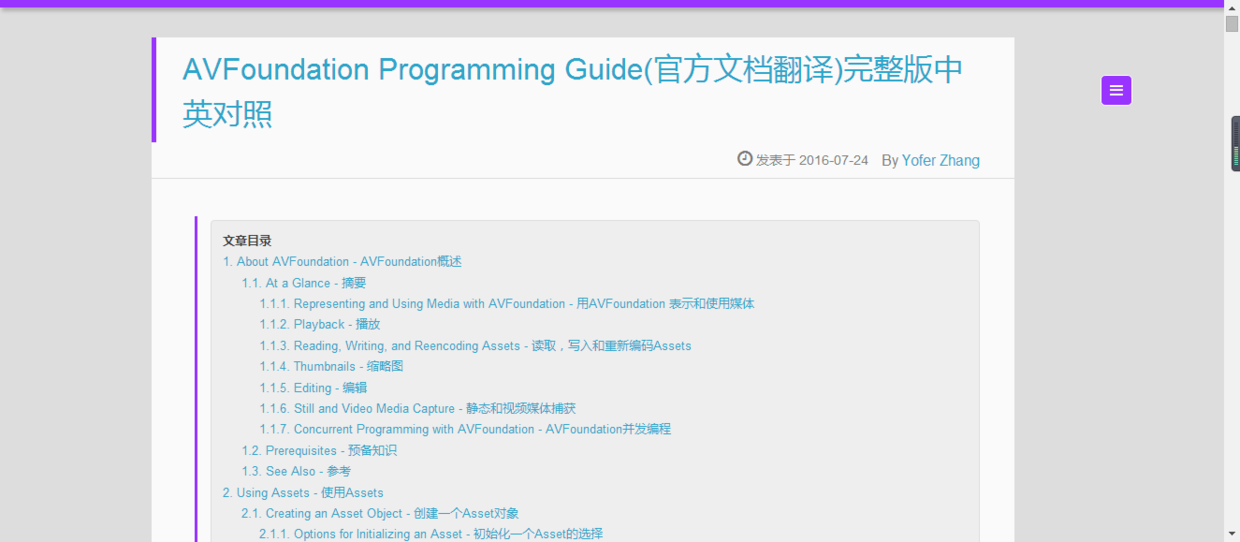 AVFoundation Programming Guide(官方文档翻译)完整版中
英对照
发表于 2016-07-24 By Yofer Zhang
文章目录
1. About AVFoundation - AVFoundation概述
1.1. At a Glance - 摘要
1.1.1. Representing and Using Media with AVFoundation - 用AVFoundation 表示和使用媒体
1.1.2. Playback - 播放
1.1.3. Reading, Writing, and Reencoding Assets - 读取，写入和重新编码Assets
1.1.4. Thumbnails - 缩略图
1.1.5. Editing - 编辑
1.1.6. Still and Video Media Capture - 静态和视频媒体捕获
1.1.7. Concurrent Programming with AVFoundation - AVFoundation并发编程
1.2. Prerequisites - 预备知识
1.3. See Also - 参考
2. Using Assets - 使用Assets
2.1. Creating an Asset Object - 创建一个Asset对象
2.1.1. Options for Initializing an Asset - 初始化一个Asset的选择